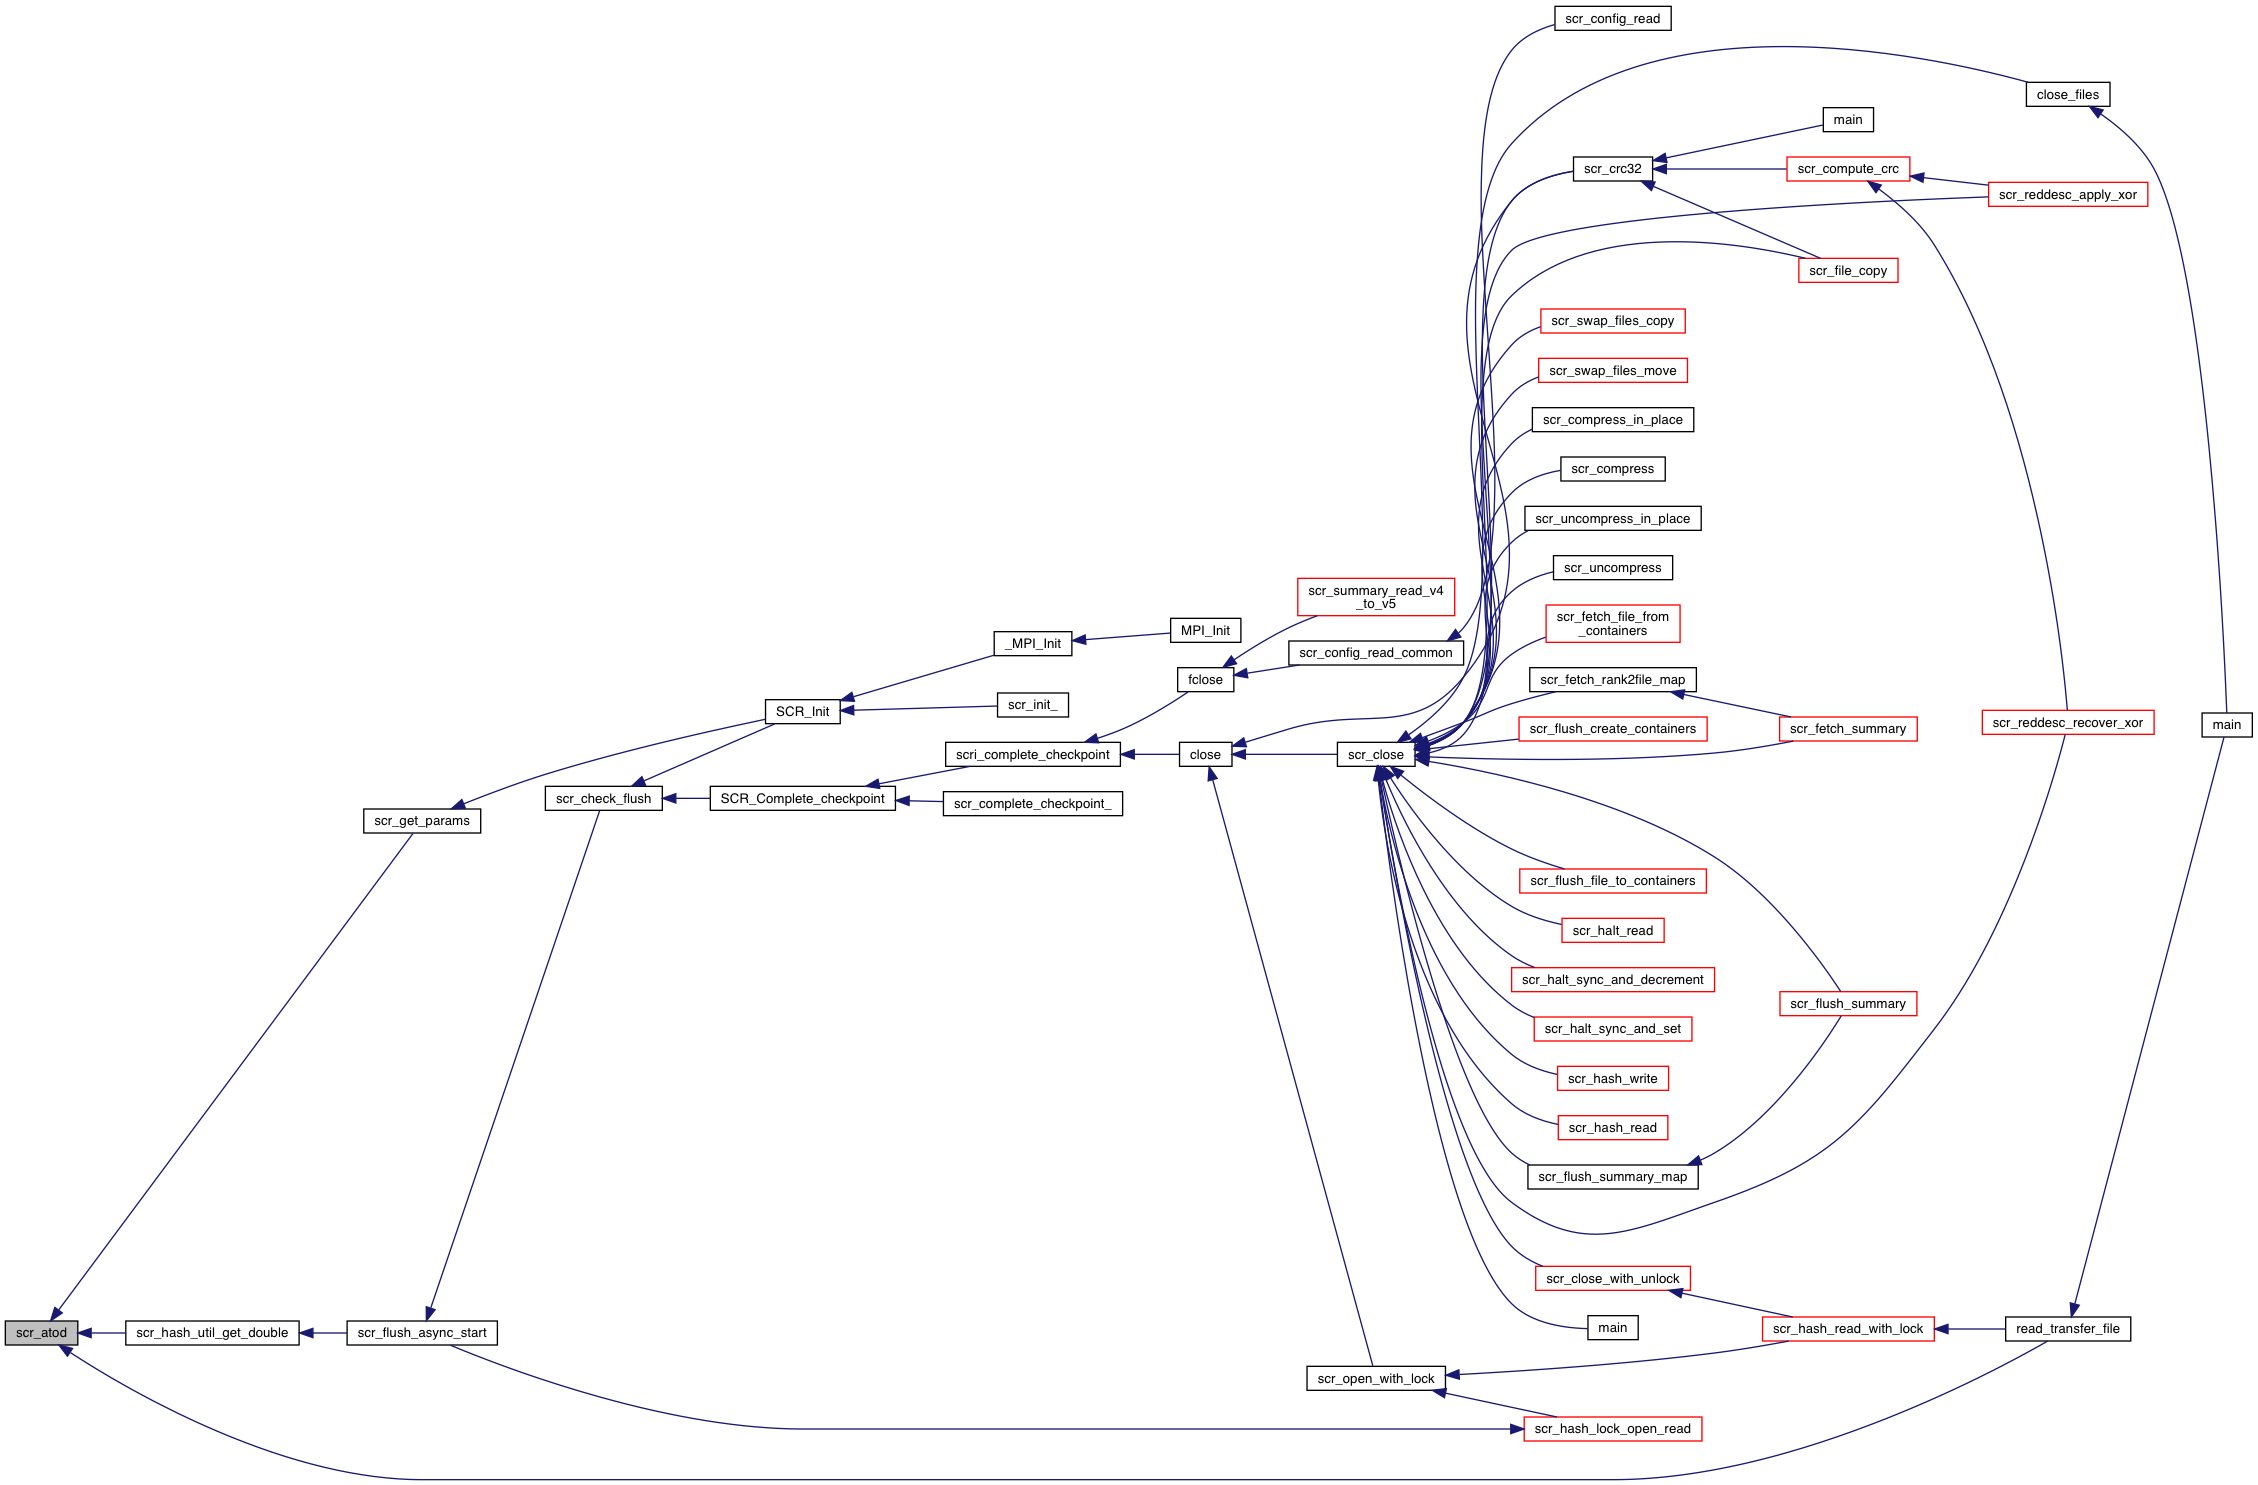 scr_config_read
close_files
main
scr_crc32
scr_compute_crc
scr_reddesc_apply_xor
scr_file_copy
scr_swap_files_copy
scr_swap_files_move
scr_compress_in_place
scr_compress
scr_uncompress_in_place
scr_uncompress
scr_summary_read_v4
_to_v5
scr_fetch_file_from
_containers
MPI_Init
_MPI_Init
scr_config_read_common
fclose
scr_fetch_rank2file_map
scr_init_
SCR_Init
scr_flush_create_containers
scr_fetch_summary
scr_reddesc_recover_xor
main
scri_complete_checkpoint
close
scr_close
scr_check_flush
SCR_Complete_checkpoint
scr_complete_checkpoint_
scr_get_params
scr_flush_file_to_containers
scr_halt_read
scr_halt_sync_and_decrement
scr_flush_summary
scr_halt_sync_and_set
scr_hash_write
scr_hash_read
scr_flush_summary_map
scr_close_with_unlock
main
scr_hash_read_with_lock
read_transfer_file
scr_atod
scr_hash_util_get_double
scr_flush_async_start
scr_open_with_lock
scr_hash_lock_open_read